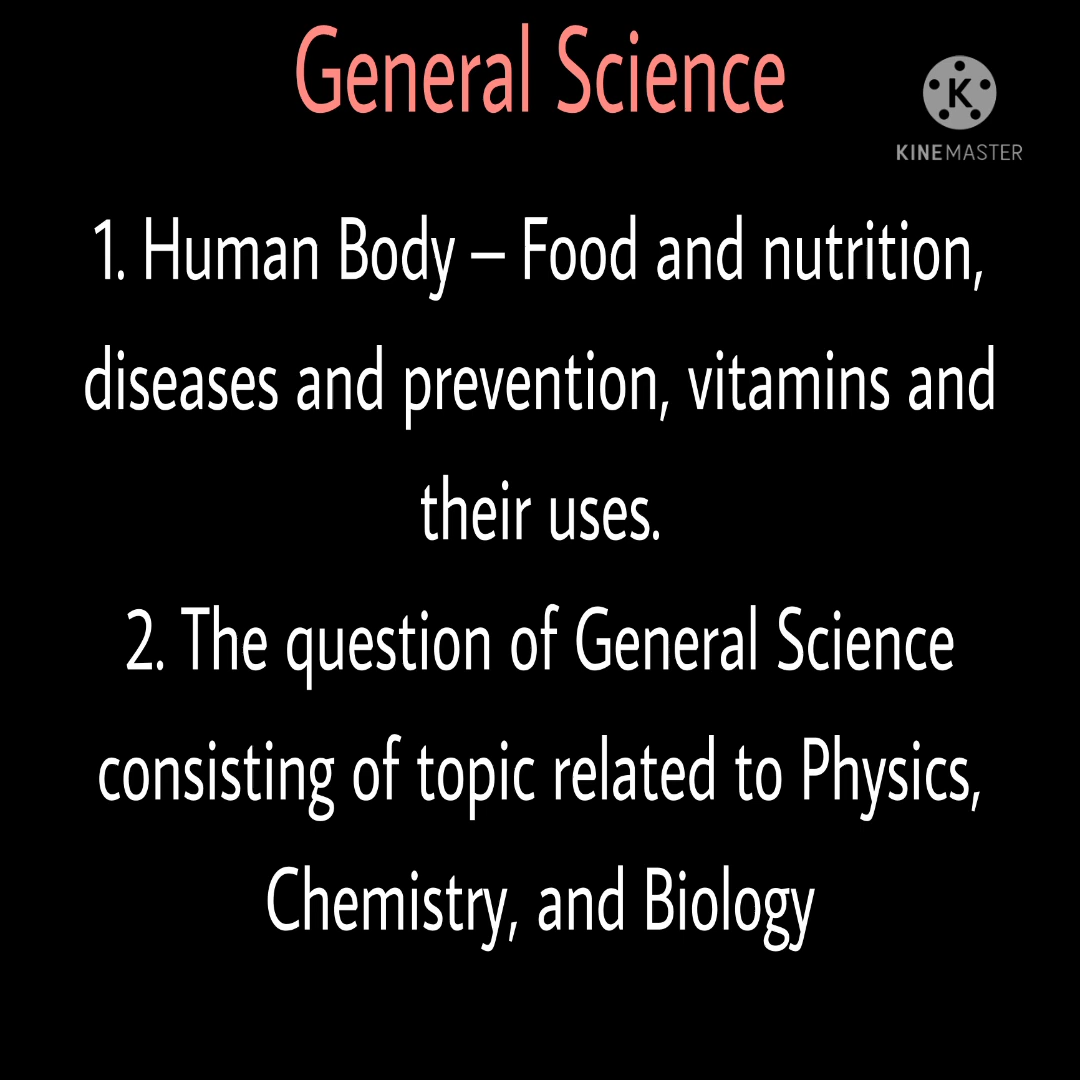 General Science
K
KINEMASTER
1. Human Body – Food and nutrition,
diseases and prevention, vitamins and
their uses.
2. The question of General Science
consisting of topic related to Physics,
Chemistry, and Biology